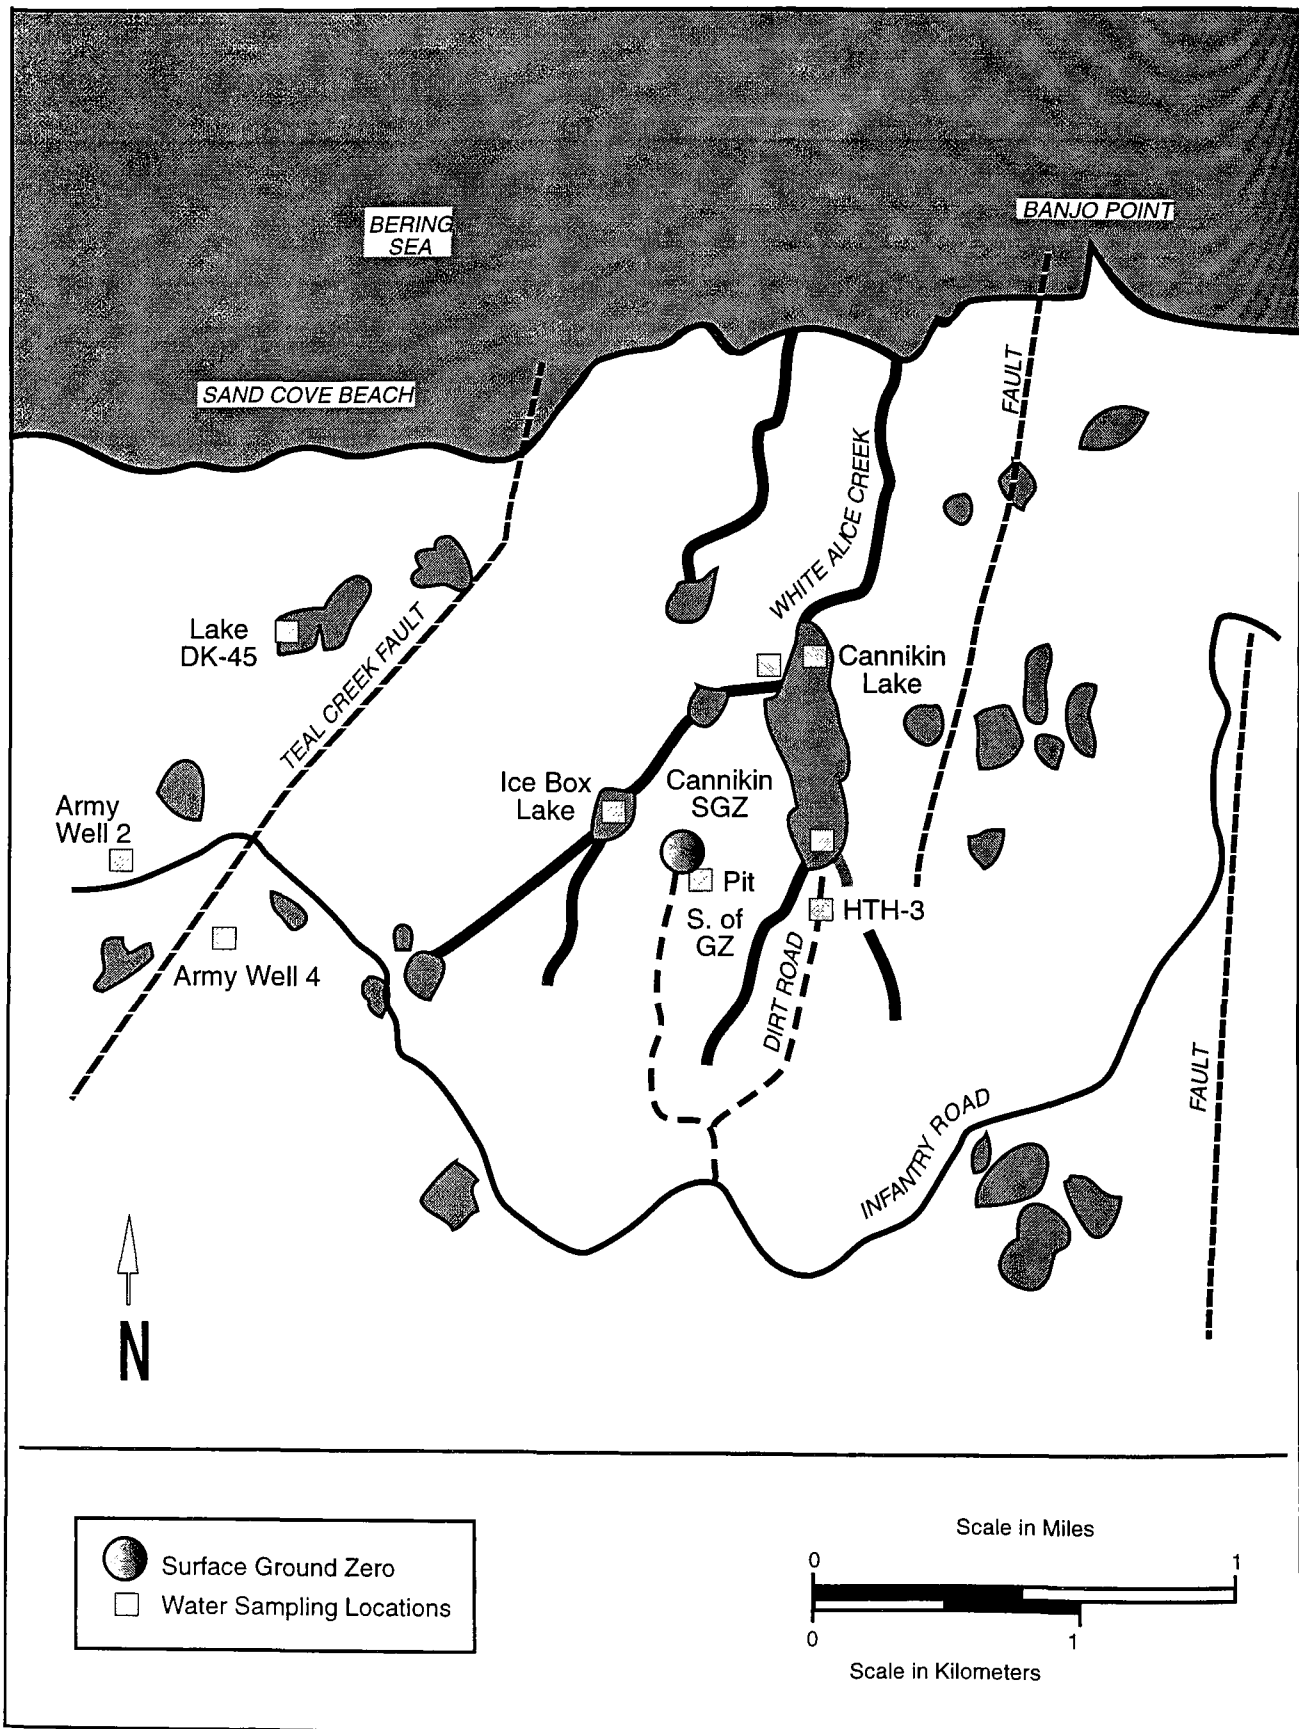 BANJO POINT
BERING
SEA
SAND COVE BEACH
FAULT
WHITE ALICE CREEK
Lake
DK-45
TEAL CREEK FAULT
Cannikin
Lake
Ice Box
Lake
Cannikin
SGZ
Army
Well 2
Pit
S. of
GZ
HTH-3
Army Well 4
DIRT ROAD
FAULT
INFANTRY ROAD
N
Surface Ground Zero
Water Sampling Locations
Scale in Miles
0 1
0 1
Scale in Kilometers